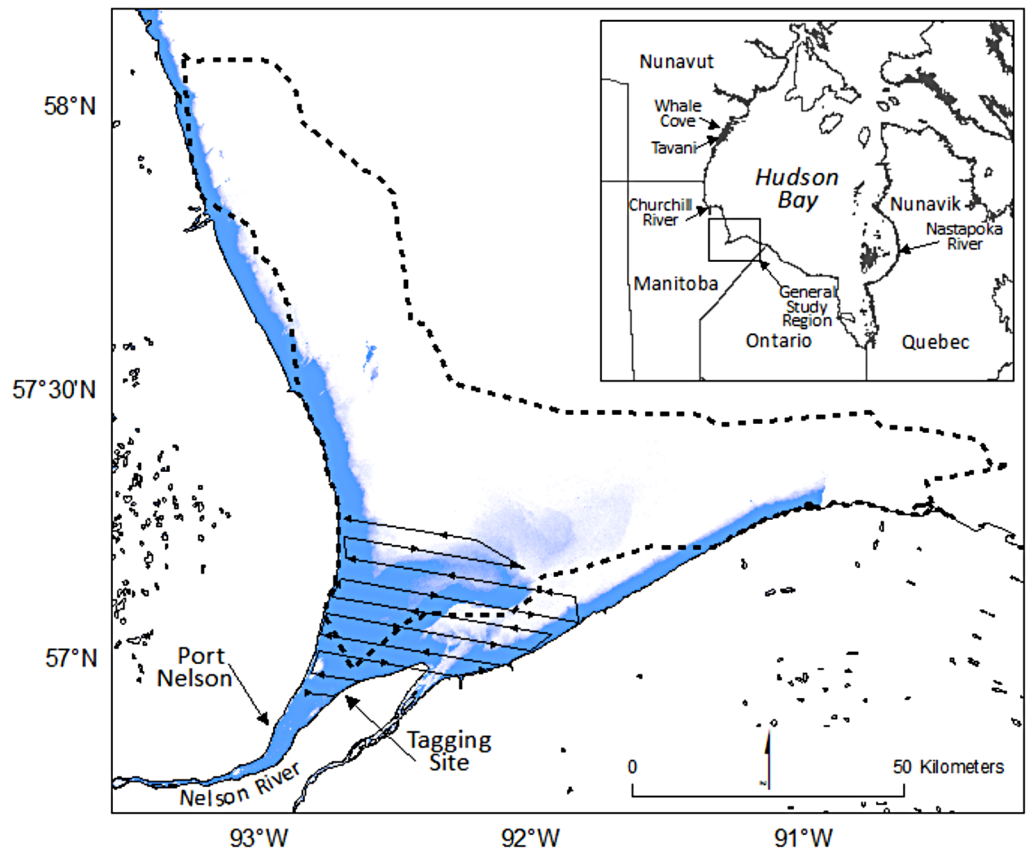 58°N
57°30'N
57°N
93°W
92°W
91°W
Port
Nelson
Nelson River
Tagging
Site
0
50 Kilometers
Nunavut
Whale
Cove
Tavani
Hudson
Bay
Churchill
River
Nunavik
Nastapoka
River
Manitoba
General
Study
Region
Ontario
Quebec